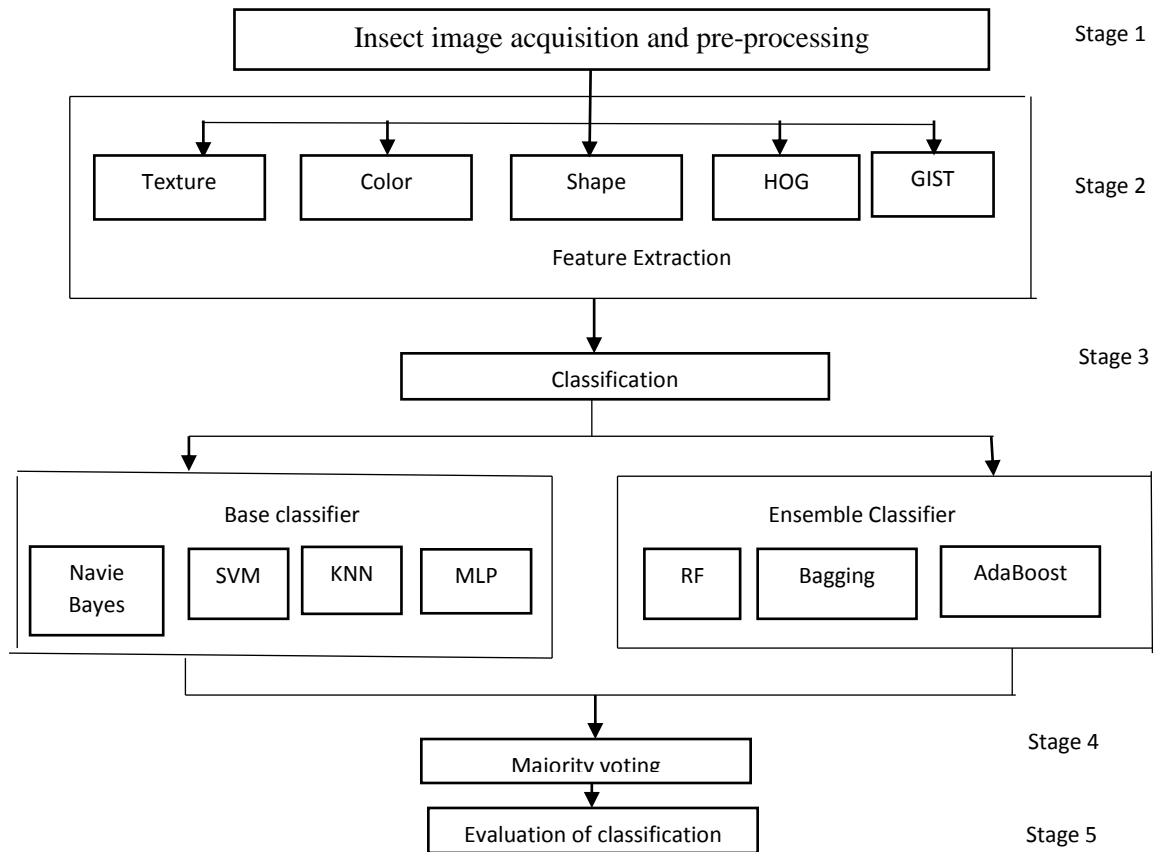 Insect image acquisition and pre-processing
Stage 1
Texture
Color
Shape
HOG
GIST
Stage 2
Feature Extraction
Stage 3
Classification
Base classifier
Navie
Bayes
SVM
KNN
MLP
Ensemble Classifier
RF
Bagging
AdaBoost
Stage 4
Majority voting
Evaluation of classification
Stage 5